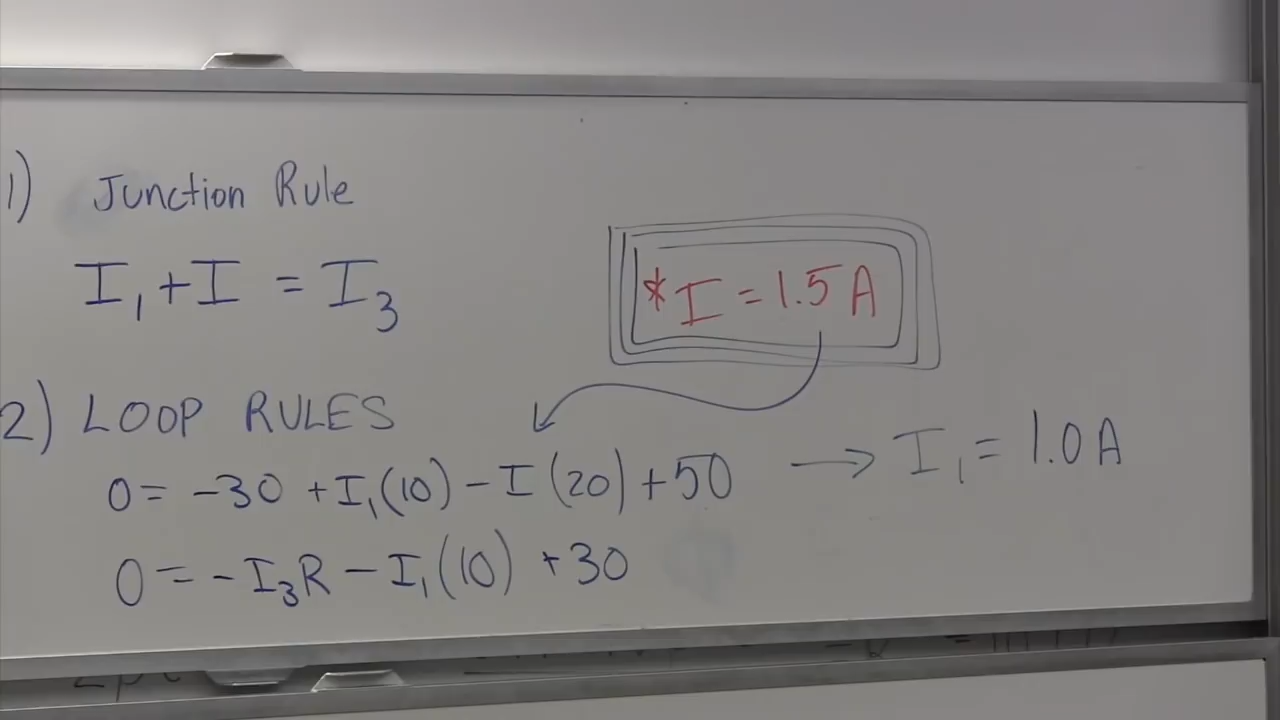 1) Junction Rule
I₁ + I = I₃
* I = 1.5 A
2) LOOP RULES
0 = -30 + I₁(10) - I(20) + 50 → I₁ = 1.0 A
0 = -I₃R - I₁(10) + 30